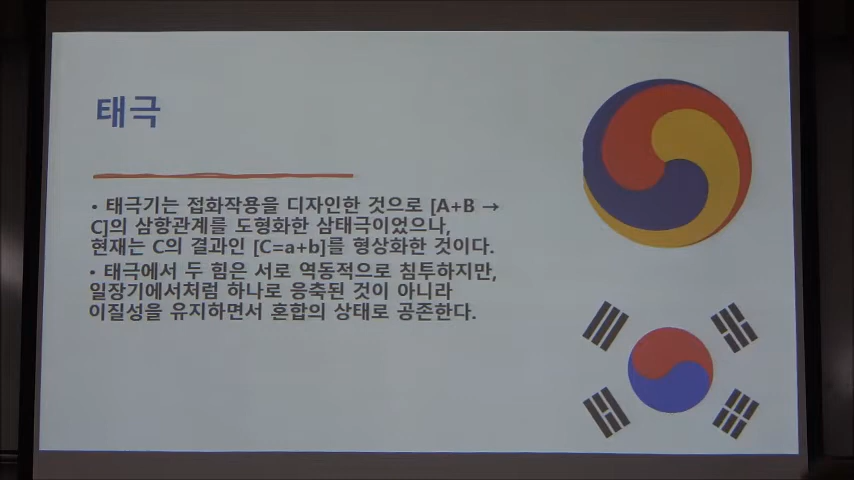 태극
• 태극기는 접화작용을 디자인한 것으로 [A+B →
C]의 삼항관계를 도형화한 삼태극이었으나,
현재는 C의 결과인 [C=a+b]를 형상화한 것이다.
• 태극에서 두 힘은 서로 역동적으로 침투하지만,
일장기에서처럼 하나로 응축된 것이 아니라
이질성을 유지하면서 혼합의 상태로 공존한다.